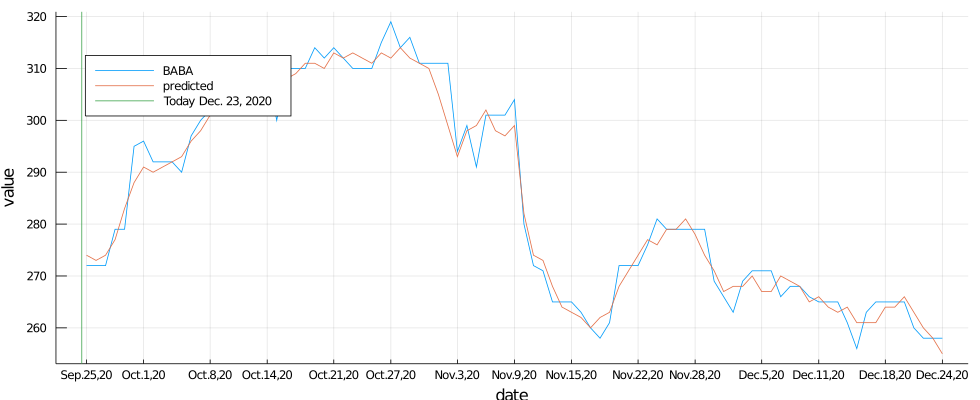 320
310
300
290
280
270
260
value
BABA
predicted
Today Dec. 23, 2020
Sep.25,20 Oct.1,20 Oct.8,20 Oct.14,20 Oct.21,20 Oct.27,20 Nov.3,20 Nov.9,20 Nov.15,20 Nov.22,20 Nov.28,20 Dec.5,20 Dec.11,20 Dec.18,20 Dec.24,20
date